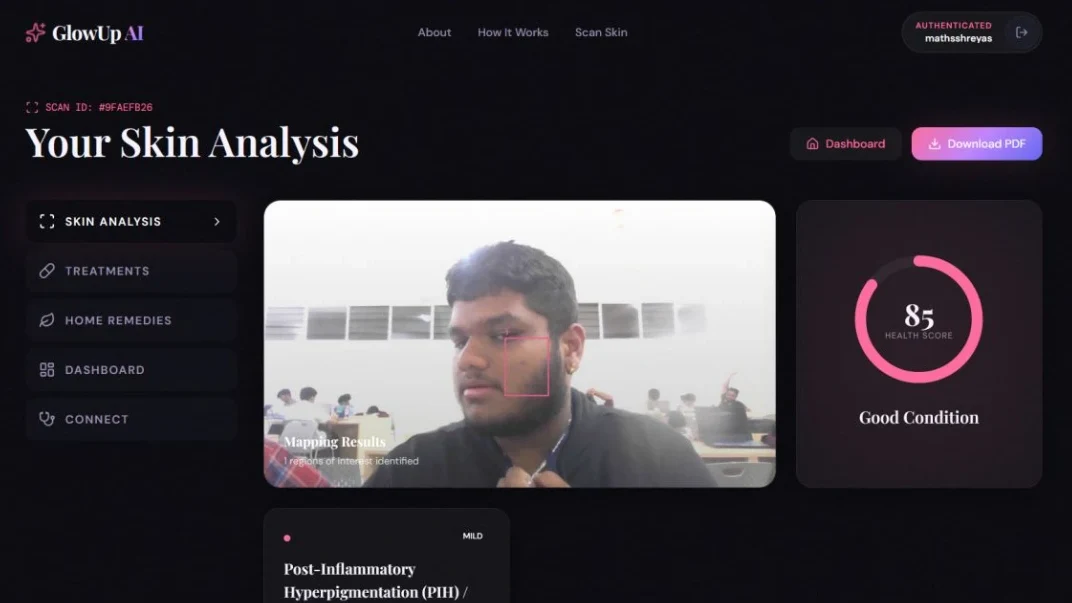 GlowUp AI
About
How It Works
Scan Skin
AUTHENTICATED
mathsshreyas
SCAN ID: #9FAEFB26
Your Skin Analysis
Dashboard
Download PDF
SKIN ANALYSIS
TREATMENTS
HOME REMEDIES
DASHBOARD
CONNECT
Mapping Results
1 regions of interest identified
85
HEALTH SCORE
Good Condition
MILD
Post-Inflammatory
Hyperpigmentation (PIH) /